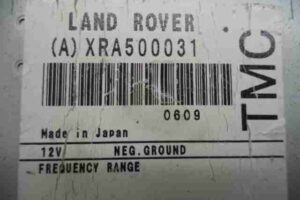 LAND ROVER
(A) XRA500031
0609
TMC
Made in Japan
12V NEG. GROUND
FREQUENCY RANGE